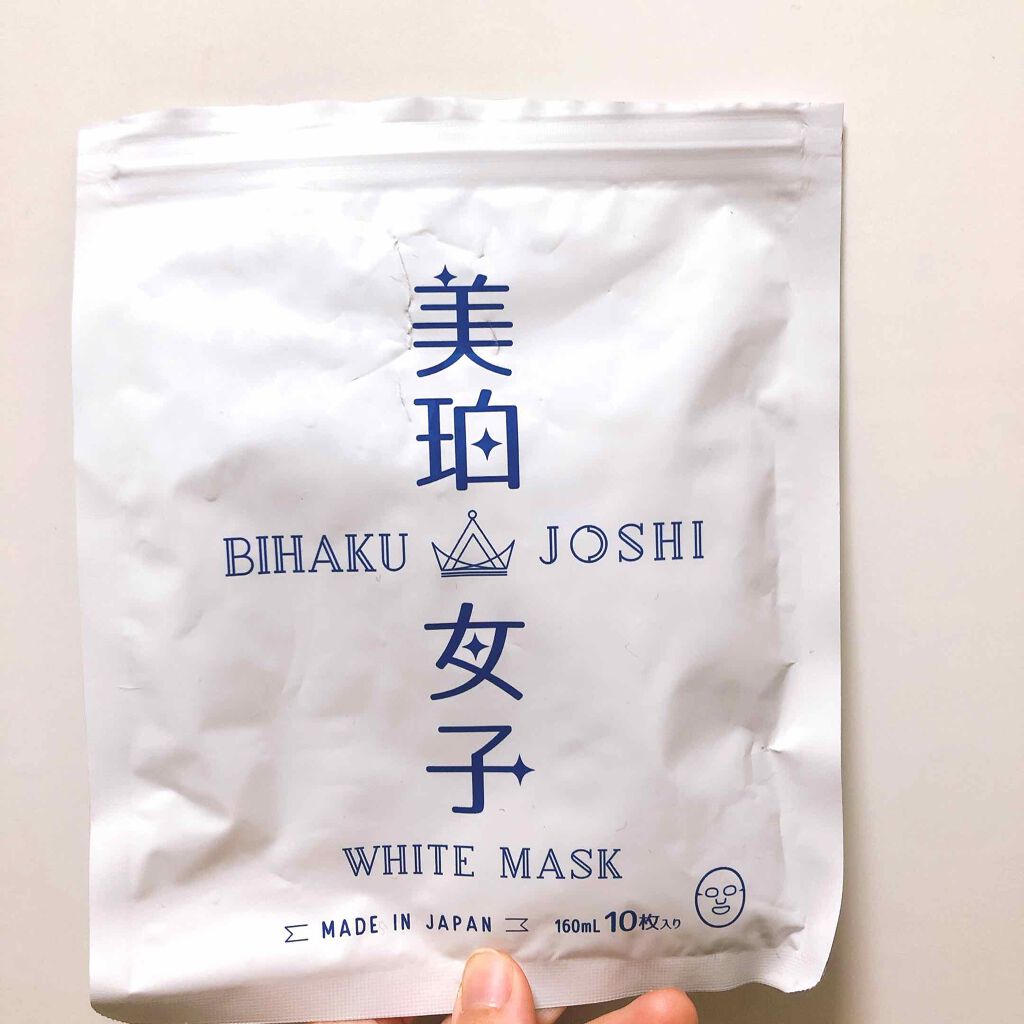 美珀
BIHAKU JOSHI
女子
WHITE MASK
MADE IN JAPAN 160mL 10枚入り